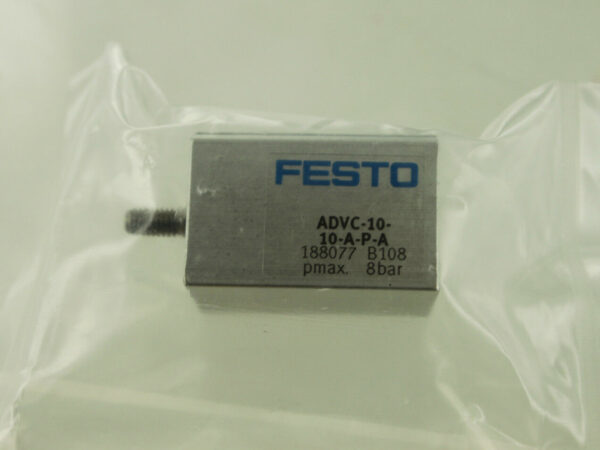 FESTO
ADVC-10-
10-A-P-A
188077 B108
pmax. 8bar